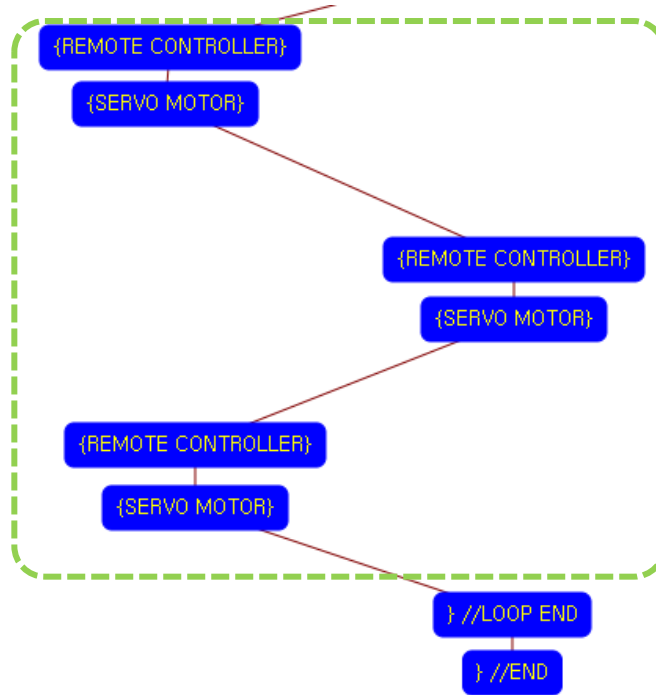 {REMOTE CONTROLLER}
{SERVO MOTOR}
{REMOTE CONTROLLER}
{SERVO MOTOR}
{REMOTE CONTROLLER}
{SERVO MOTOR}
} //LOOP END
} //END